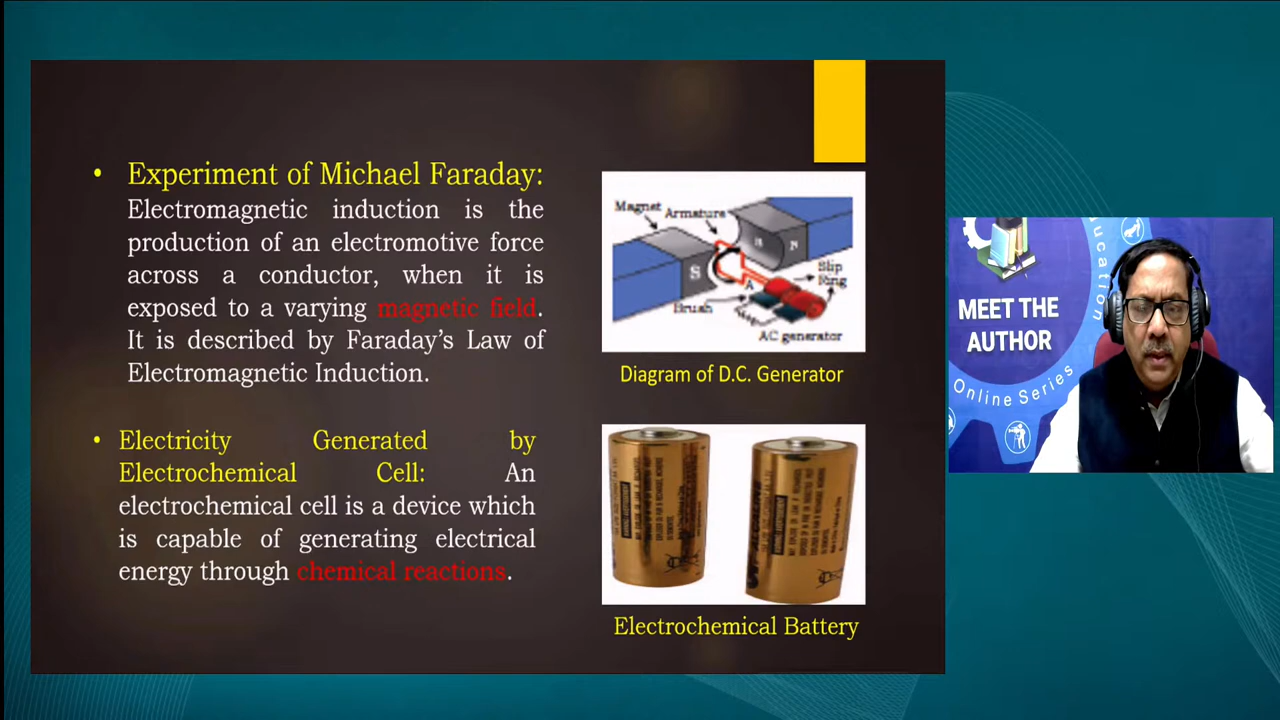 • Experiment of Michael Faraday:
Electromagnetic induction is the
production of an electromotive force
across a conductor, when it is
exposed to a varying magnetic field.
It is described by Faraday's Law of
Electromagnetic Induction.
• Electricity Generated by
Electrochemical Cell: An
electrochemical cell is a device which
is capable of generating electrical
energy through chemical reactions.
Magnet
Armature
S
N
A
Slip
Ring
Brush
AC generator
Diagram of D.C. Generator
Electrochemical Battery
MEET THE
AUTHOR
Online Series